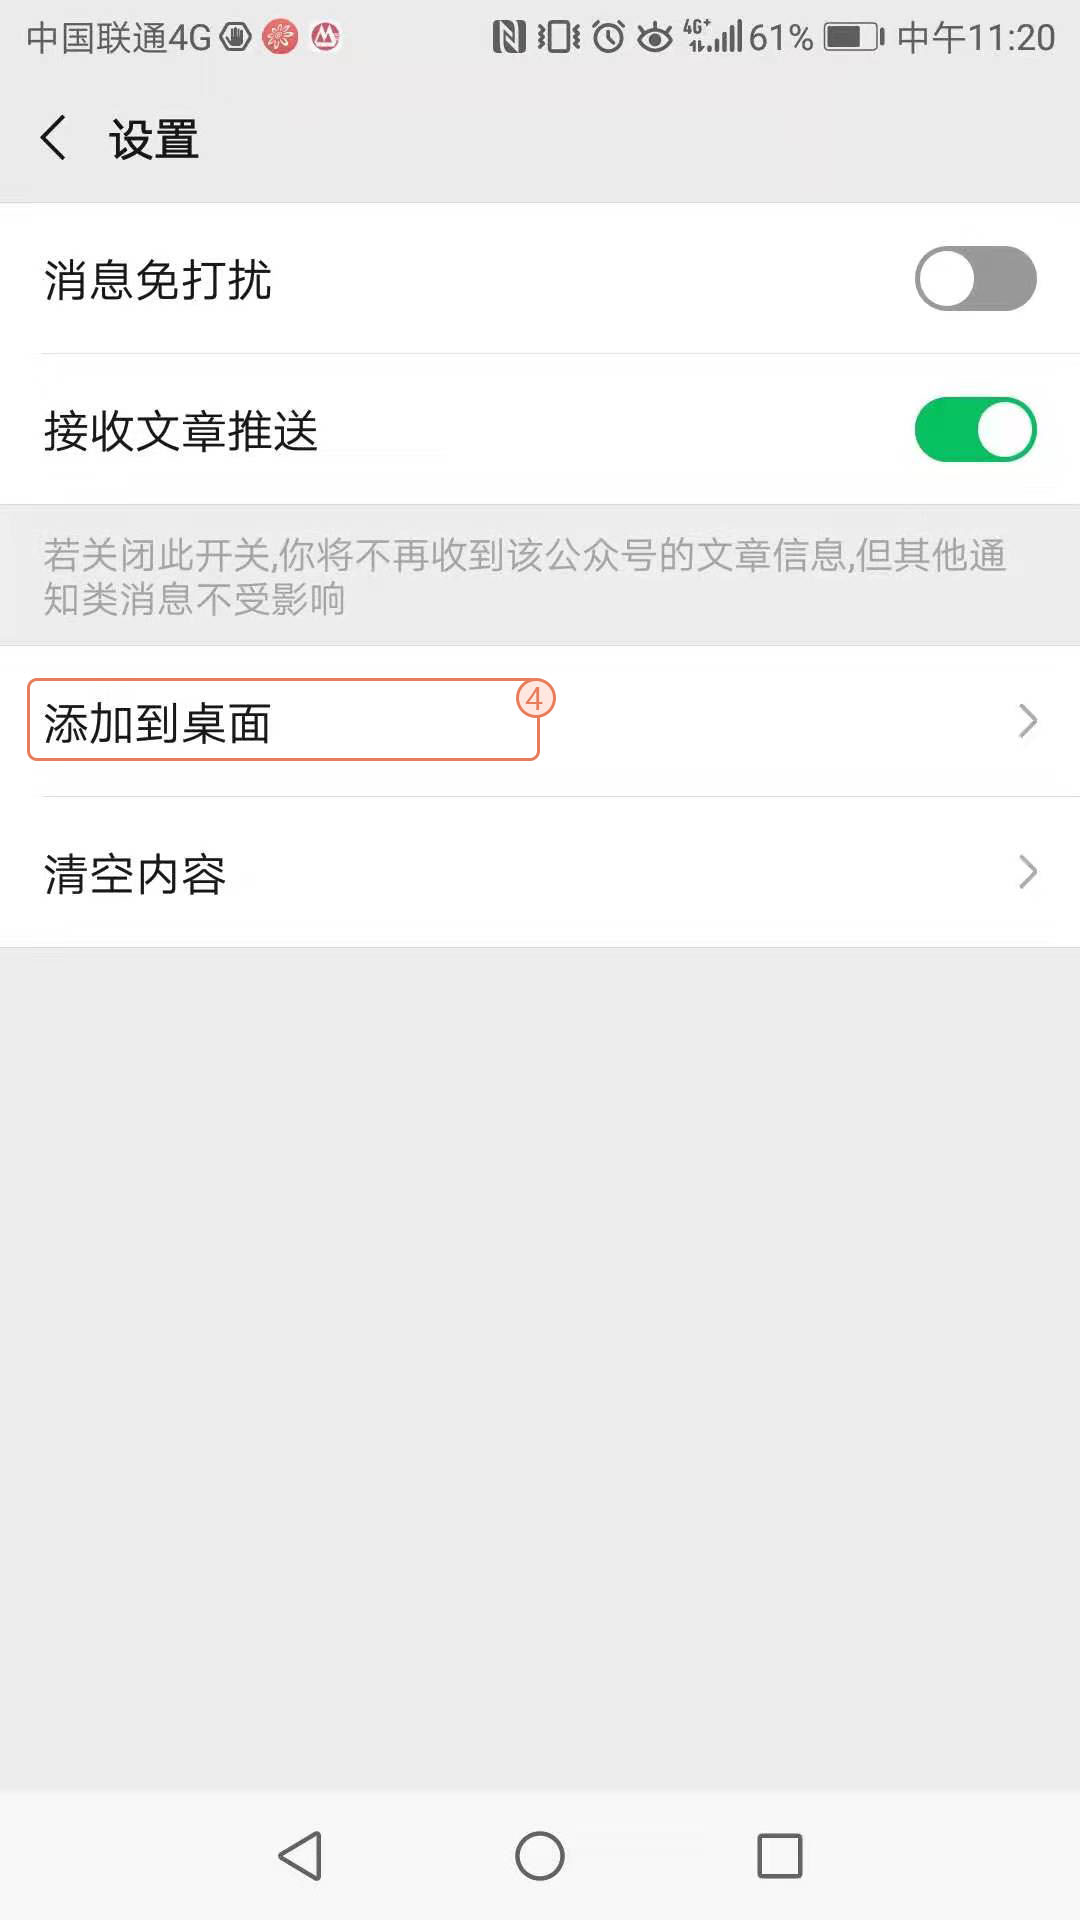 中国联通4G 4G+ 61% 中午11:20
设置
消息免打扰
接收文章推送
若关闭此开关,你将不再收到该公众号的文章信息,但其他通
知类消息不受影响
添加到桌面 4
清空内容